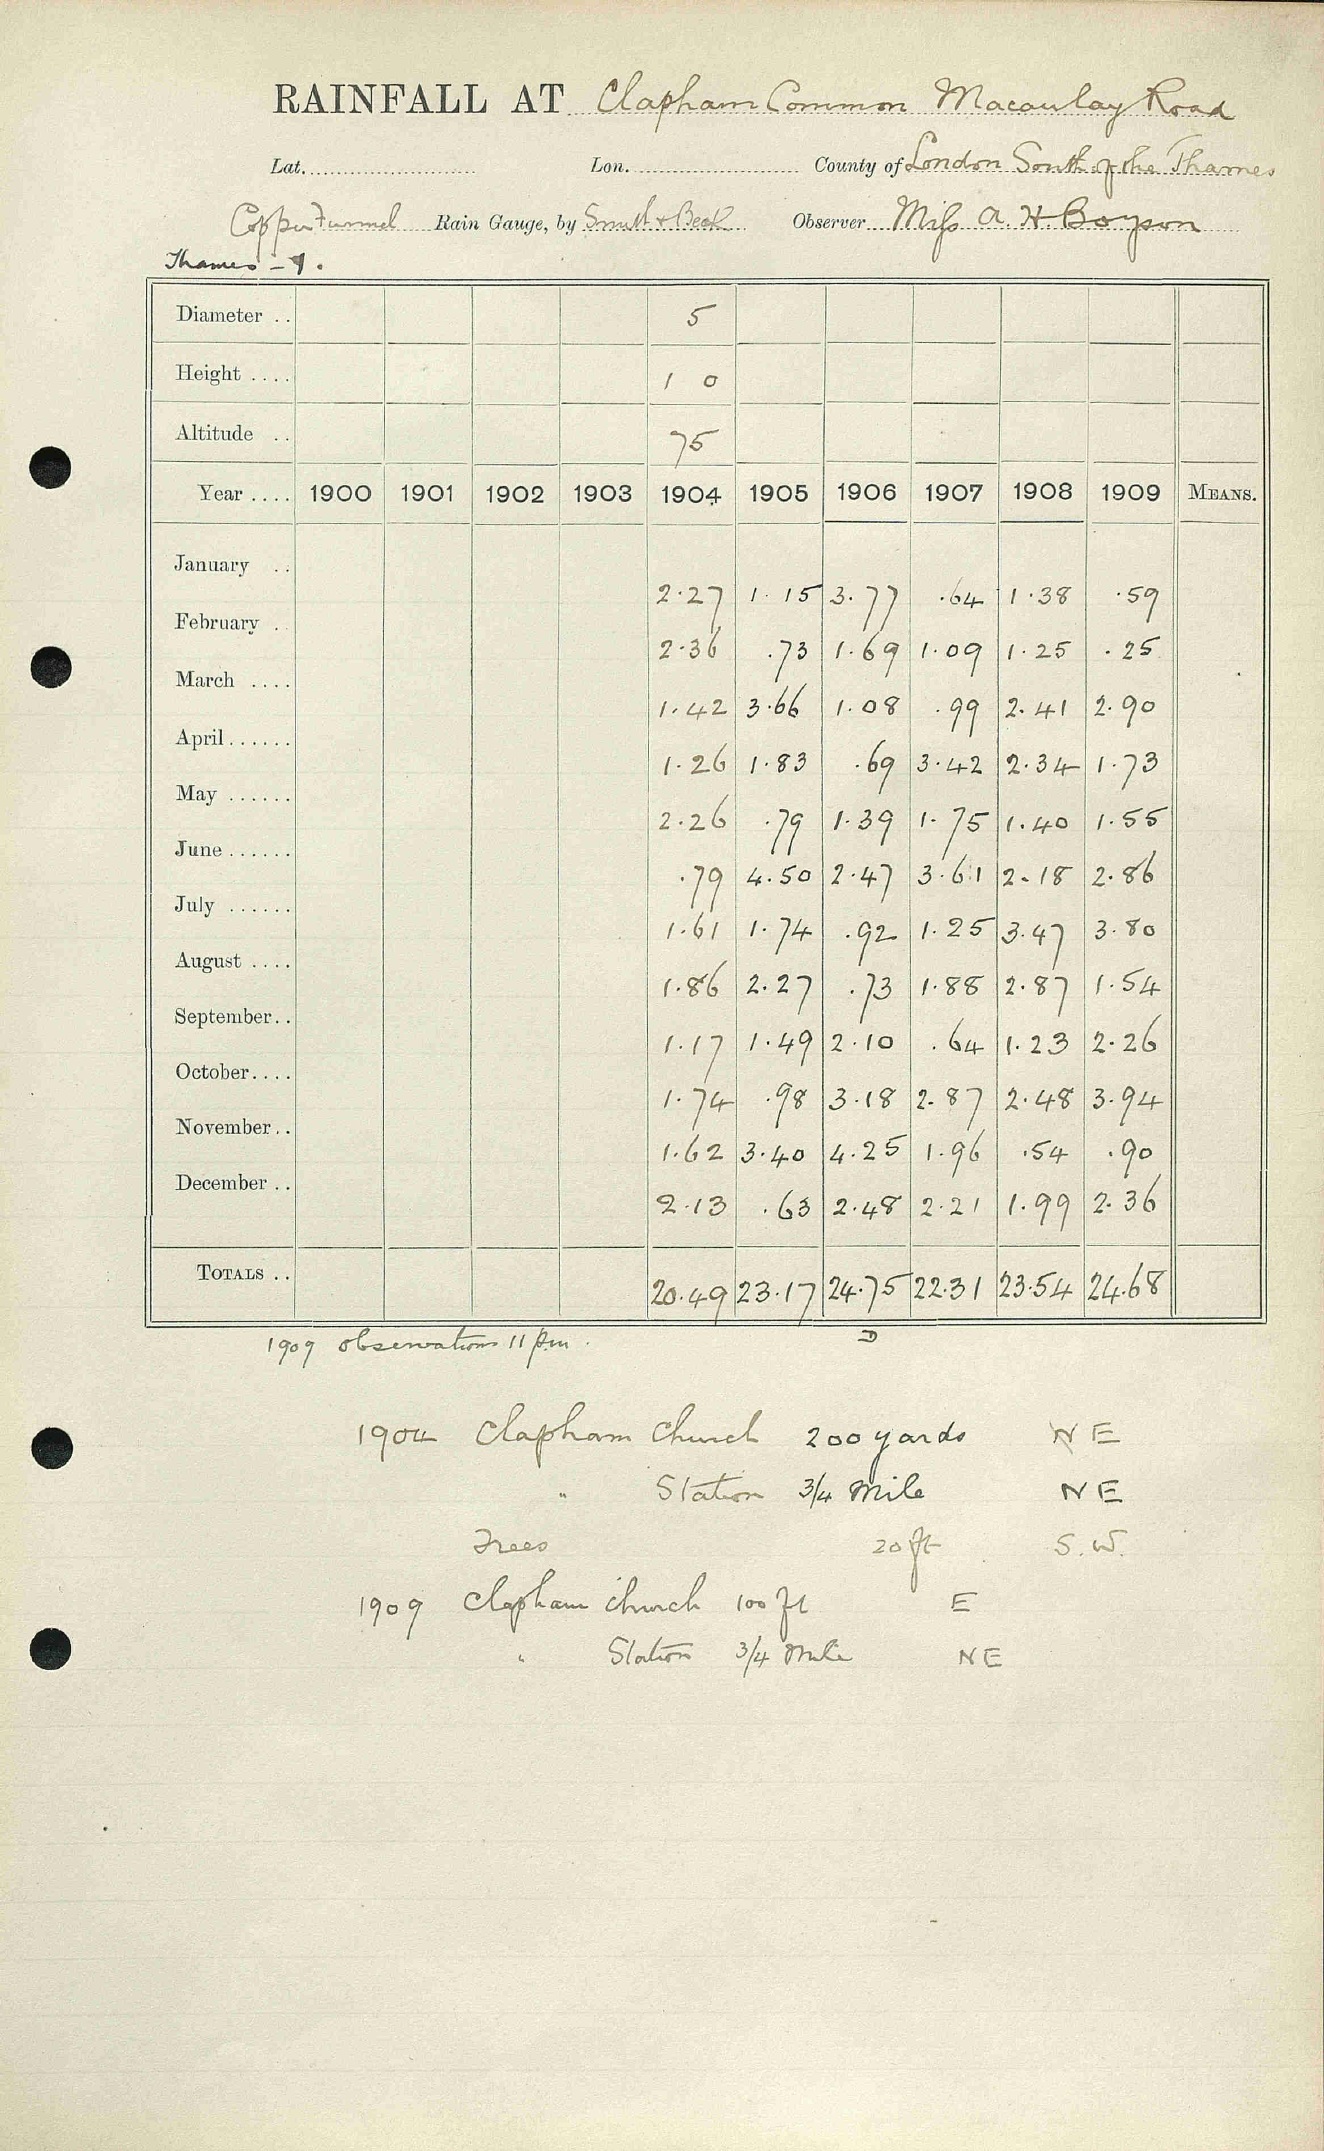 RAINFALL AT Clapham Common Macaulay Road
Lat. Lon. County of London South of the Thames
Copper Funnel Rain Gauge, by Smith & Beck Observer Miss A. H Boyson
Thames - 1.
Diameter .. 5
Height .... 1 0
Altitude .. 75
Year .... 1900 1901 1902 1903 1904 1905 1906 1907 1908 1909 MEANS.
January .. 2.27 1.15 3.77 .64 1.38 .59
February . 2.36 .73 1.69 1.09 1.25 .25
March .... 1.42 3.66 1.08 .99 2.41 2.90
April ...... 1.26 1.83 .69 3.42 2.34 1.73
May ...... 2.26 .79 1.39 1.75 1.40 1.55
June ...... .79 4.50 2.47 3.61 2.18 2.86
July ...... 1.61 1.74 .92 1.25 3.47 3.80
August .... 1.86 2.27 .73 1.88 2.87 1.54
September.. 1.17 1.49 2.10 .64 1.23 2.26
October.... 1.74 .98 3.18 2.87 2.48 3.94
November.. 1.62 3.40 4.25 1.96 .54 .90
December .. 2.13 .63 2.48 2.21 1.99 2.36
TOTALS .. 20.49 23.17 24.75 22.31 23.54 24.68
1909 observations 11 pm. D
1904 Clapham Church 200 yards NE
" Station 3/4 Mile NE
Trees 20 ft S.W.
1909 Clapham Church 100 ft E
" Station 3/4 Mile NE